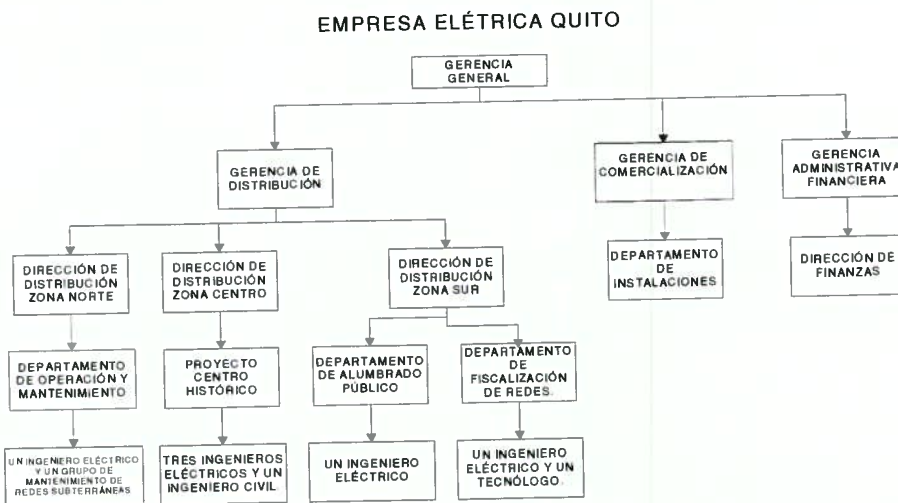 EMPRESA ELÉTRICA QUITO
GERENCIA
GENERAL
GERENCIA DE
DISTRIBUCIÓN
GERENCIA DE
COMERCIALIZACIÓN
GERENCIA
ADMINISTRATIVA
FINANCIERA
DIRECCIÓN DE
DISTRIBUCIÓN
ZONA NORTE
DIRECCIÓN DE
DISTRIBUCIÓN
ZONA CENTRO
DIRECCIÓN DE
DISTRIBUCIÓN
ZONA SUR
DEPARTAMENTO
DE
INSTALACIONES
DIRECCIÓN DE
FINANZAS
DEPARTAMENTO
DE OPERACIÓN Y
MANTENIMIENTO
PROYECTO
CENTRO
HISTÓRICO
DEPARTAMENTO
DE ALUMBRADO
PÚBLICO
DEPARTAMENTO
DE
FISCALIZACIÓN
DE REDES.
UN INGENIERO ELÉCTRICO
Y UN GRUPO DE
MANTENIMIENTO DE
REDES SUBTERRÁNEAS
TRES INGENIEROS
ELÉCTRICOS Y UN
INGENIERO CIVIL.
UN INGENIERO
ELÉCTRICO
UN INGENIERO
ELÉCTRICO Y UN
TECNÓLOGO.